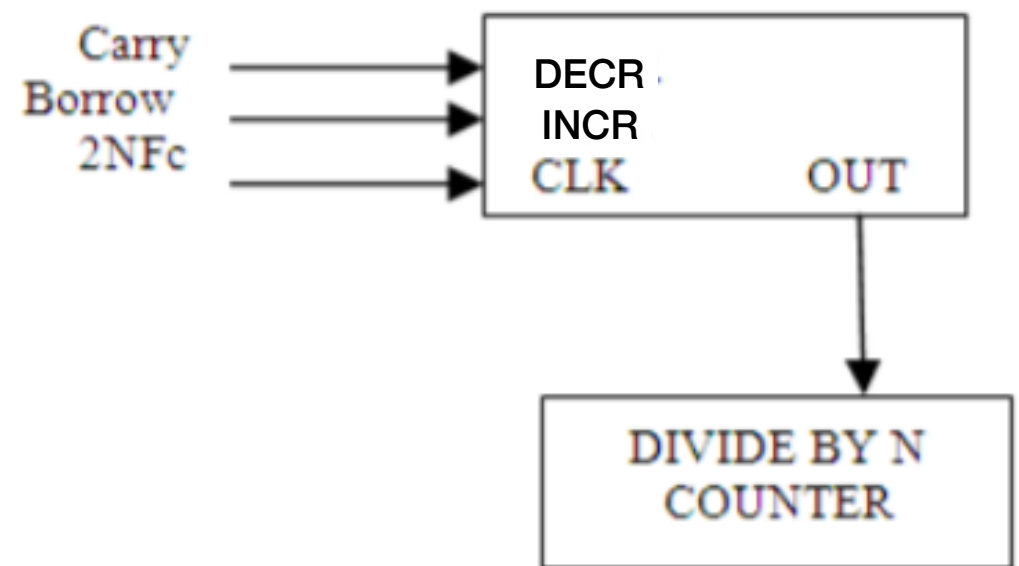 Carry
Borrow
2NFc
DECR
INCR
CLK OUT
DIVIDE BY N
COUNTER